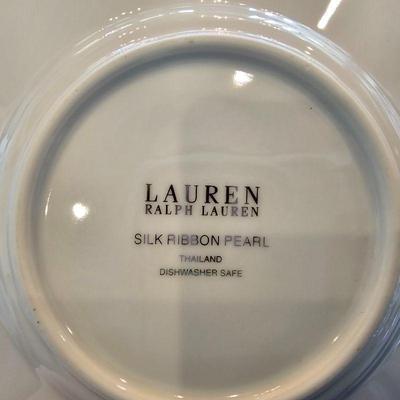 LAUREN
RALPH LAUREN
SILK RIBBON PEARL
THAILAND
DISHWASHER SAFE